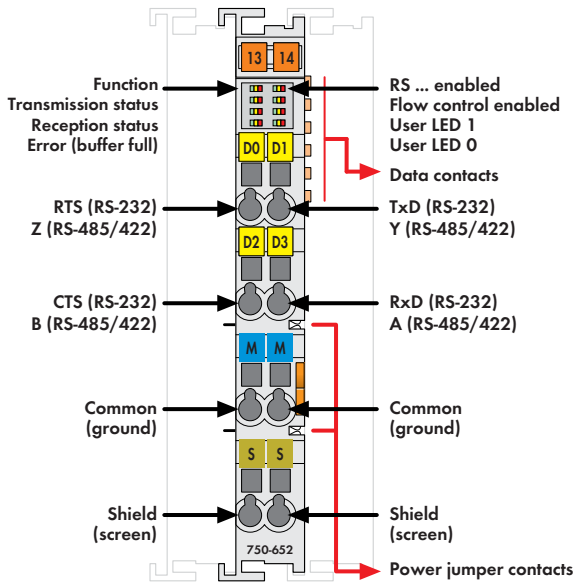 13 14
Function
Transmission status
Reception status
Error (buffer full)
RS ... enabled
Flow control enabled
User LED 1
User LED 0
D0 D1
Data contacts
RTS (RS-232)
Z (RS-485/422)
TxD (RS-232)
Y (RS-485/422)
D2 D3
CTS (RS-232)
B (RS-485/422)
RxD (RS-232)
A (RS-485/422)
M M
Common
(ground)
Common
(ground)
S S
Shield
(screen)
Shield
(screen)
750-652
Power jumper contacts